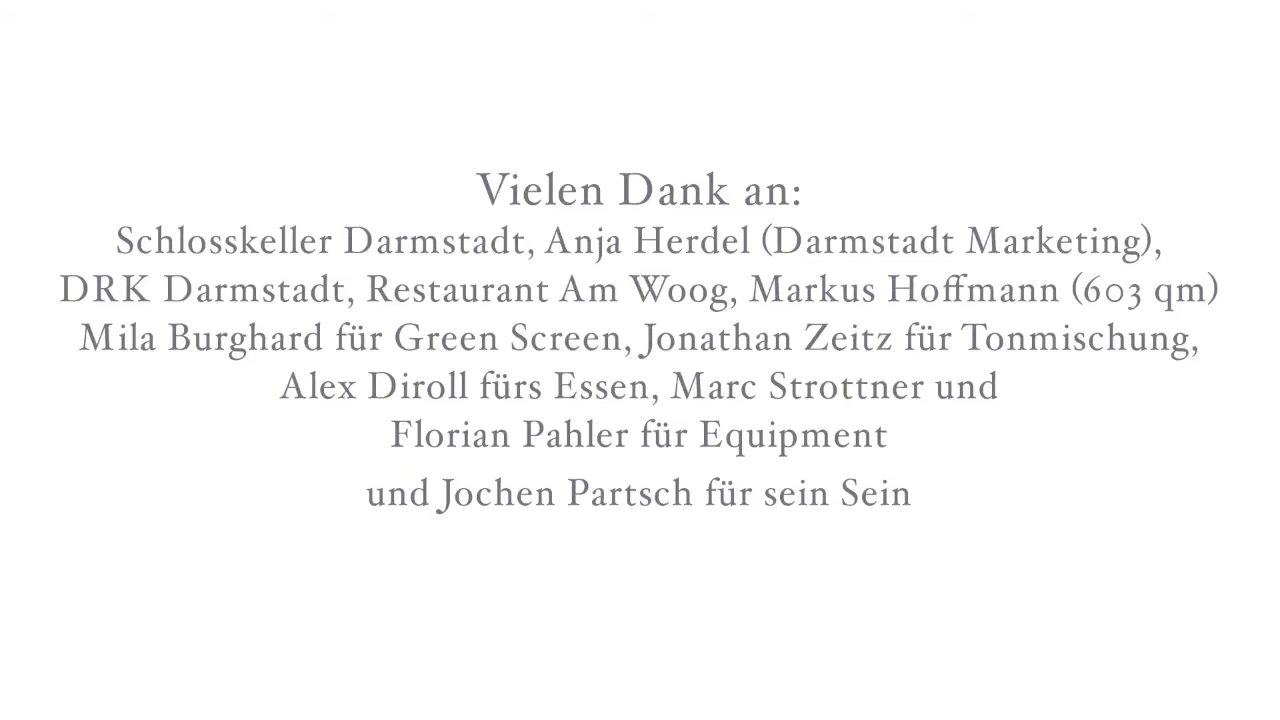 Vielen Dank an:
Schlosskeller Darmstadt, Anja Herdel (Darmstadt Marketing),
DRK Darmstadt, Restaurant Am Woog, Markus Hoffmann (603 qm)
Mila Burghard für Green Screen, Jonathan Zeitz für Tonmischung,
Alex Diroll fürs Essen, Marc Strottner und
Florian Pahler für Equipment
und Jochen Partsch für sein Sein